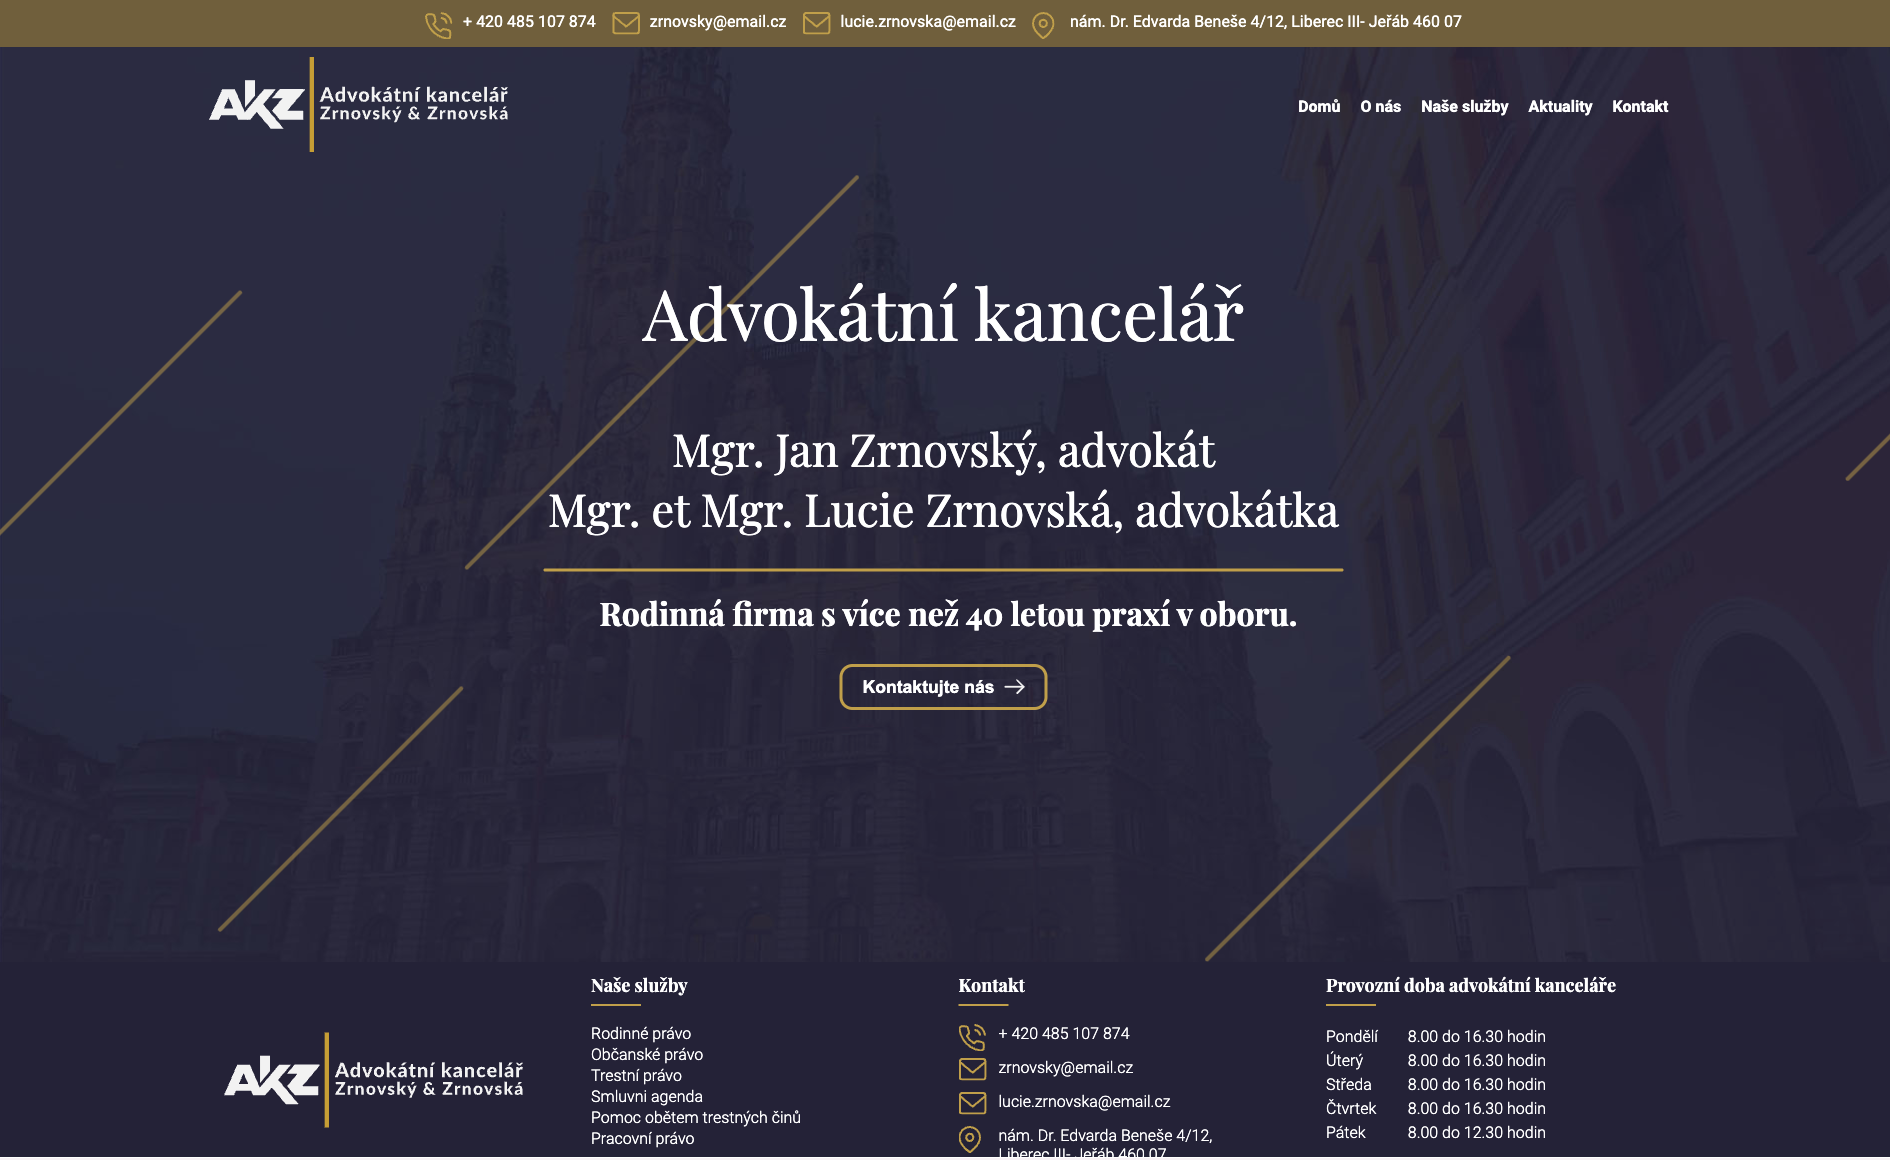 + 420 485 107 874 zrnovsky@email.cz lucie.zrnovska@email.cz nám. Dr. Edvarda Beneše 4/12, Liberec III- Jeřáb 460 07
AKZ
Advokátní kancelář
Zrnovský & Zrnovská
Domů O nás Naše služby Aktuality Kontakt
Advokátní kancelář
Mgr. Jan Zrnovský, advokát
Mgr. et Mgr. Lucie Zrnovská, advokátka
Rodinná firma s více než 40 letou praxí v oboru.
Kontaktujte nás
AKZ
Advokátní kancelář
Zrnovský & Zrnovská
Naše služby
Rodinné právo
Občanské právo
Trestní právo
Smluvni agenda
Pomoc obětem trestných činů
Pracovní právo
Kontakt
+ 420 485 107 874
zrnovsky@email.cz
lucie.zrnovska@email.cz
nám. Dr. Edvarda Beneše 4/12,
Liberec III- Jeřáb 460 07
Provozní doba advokátní kanceláře
Pondělí 8.00 do 16.30 hodin
Úterý 8.00 do 16.30 hodin
Středa 8.00 do 16.30 hodin
Čtvrtek 8.00 do 16.30 hodin
Pátek 8.00 do 12.30 hodin